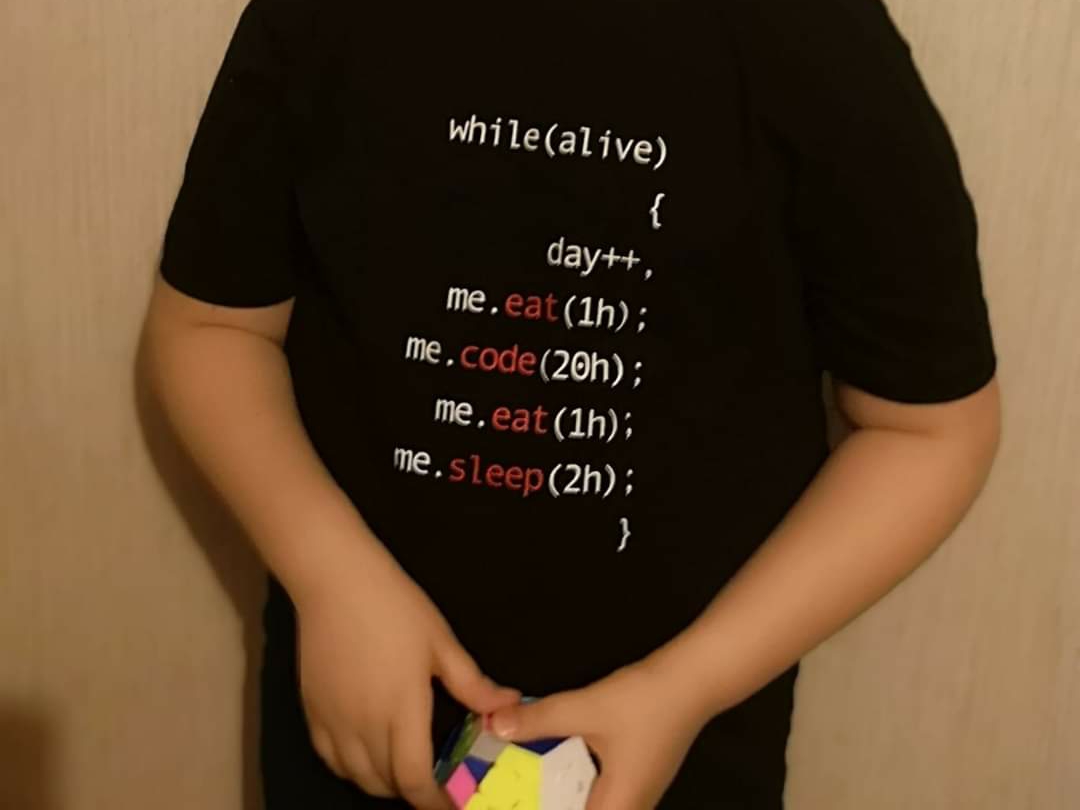 while(alive)
{
day++,
me.eat(1h);
me.code(20h);
me.eat(1h);
me.sleep(2h);
}